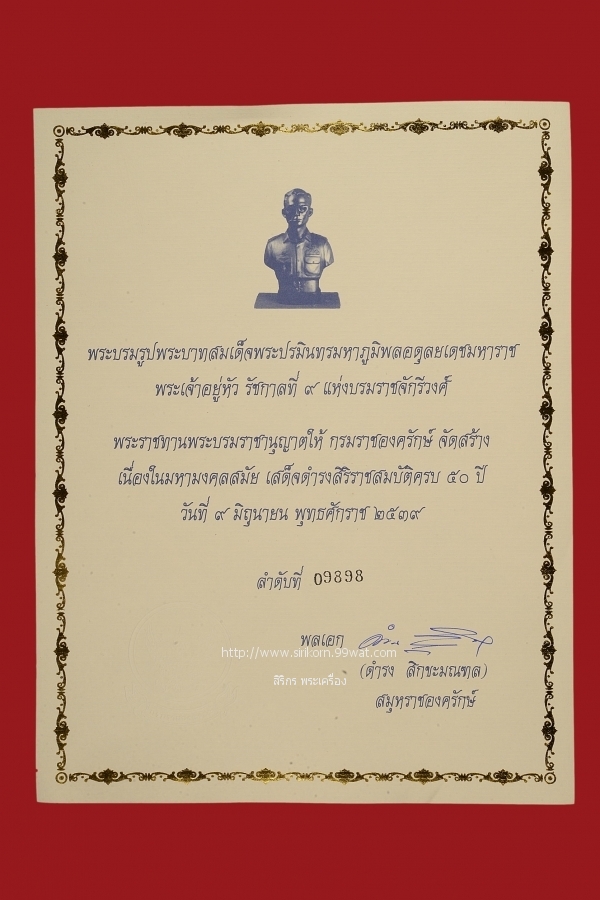 พระบรมรูปพระบาทสมเด็จพระปรมินทรมหาภูมิพลอดุลยเดชมหาราช
พระเจ้าอยู่หัว รัชกาลที่ ๙ แห่งบรมราชจักรีวงศ์
พระราชทานพระบรมราชานุญาตให้ กรมราชองครักษ์ จัดสร้าง
เนื่องในมหามงคลสมัย เสด็จดำรงสิริราชสมบัติครบ ๕๐ ปี
วันที่ ๙ มิถุนายน พุทธศักราช ๒๕๓๙
ลำดับที่ 09898
พลเอก
http://www.sirikorn.99wat.com
(ดำรง สิกขะมณฑล)
สิริกร พระเครื่อง
สมุหราชองครักษ์